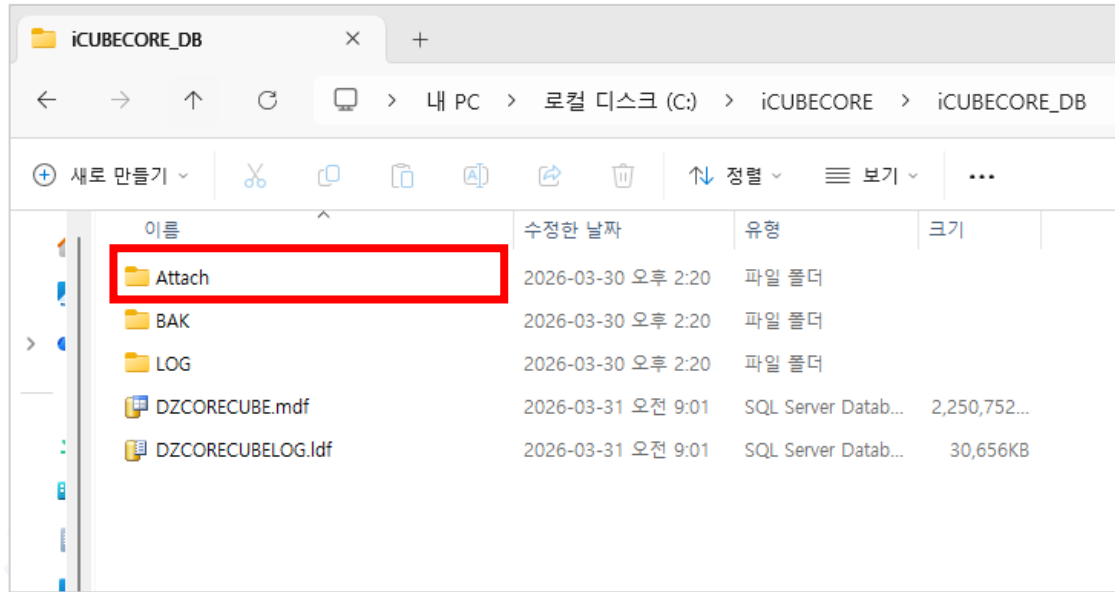 iCUBECORE_DB
내 PC > 로컬 디스크 (C:) > iCUBECORE > iCUBECORE_DB
새로 만들기 정렬 보기 ...
이름 수정한 날짜 유형 크기
Attach 2026-03-30 오후 2:20 파일 폴더
BAK 2026-03-30 오후 2:20 파일 폴더
LOG 2026-03-30 오후 2:20 파일 폴더
DZCORECUBE.mdf 2026-03-31 오전 9:01 SQL Server Datab... 2,250,752...
DZCORECUBELOG.ldf 2026-03-31 오전 9:01 SQL Server Datab... 30,656KB